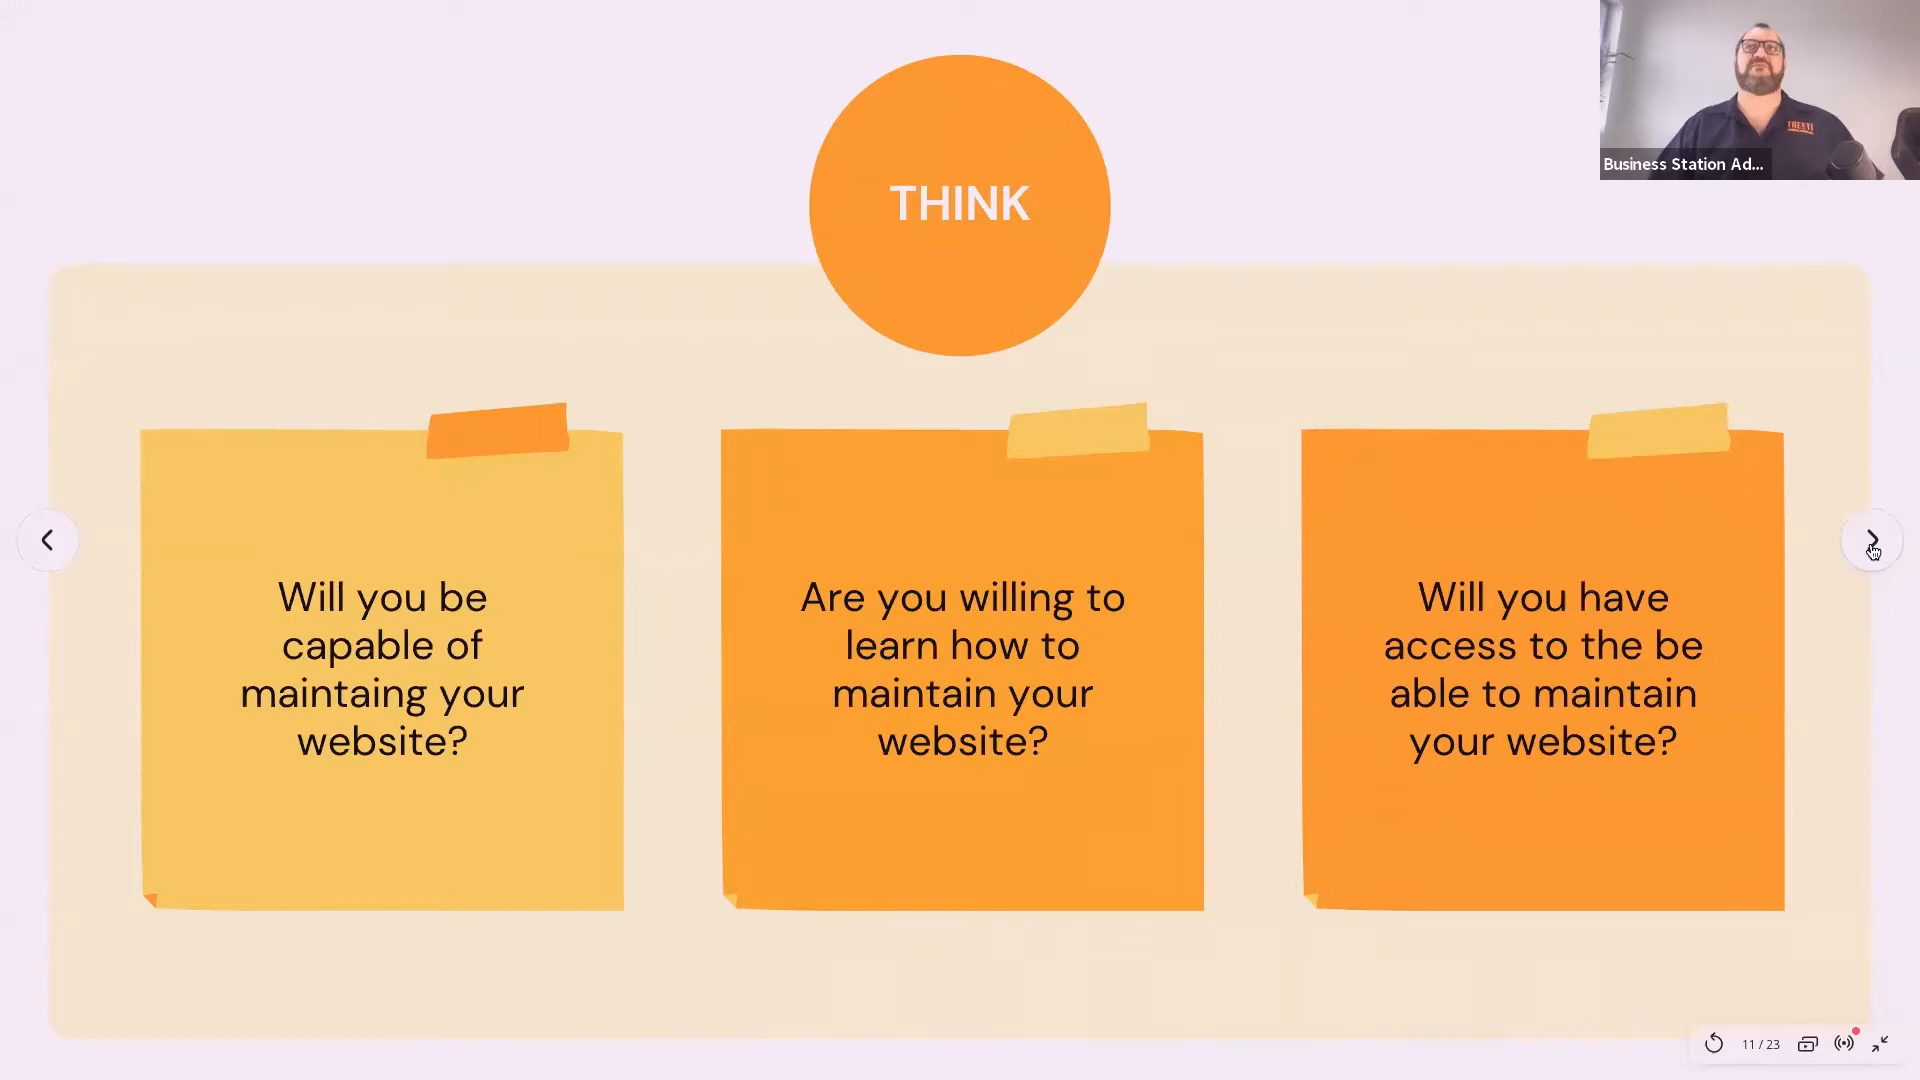 THINK
TREETI
Business Station Ad...
Will you be
capable of
maintaing your
website?
Are you willing to
learn how to
maintain your
website?
Will you have
access to the be
able to maintain
your website?
11 / 23